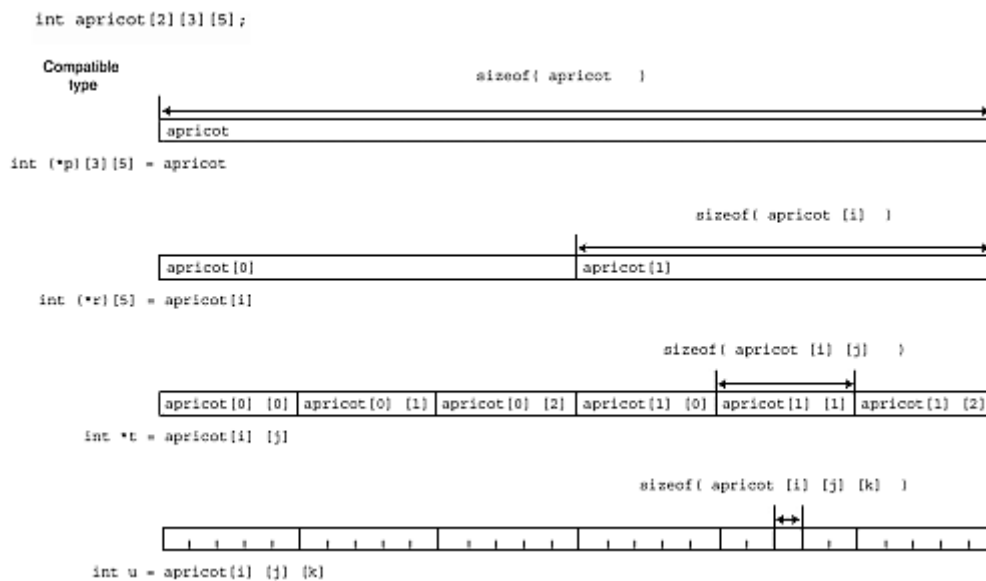 int apricot[2][3][5];
Compatible
type
sizeof( apricot )
apricot
int (*p)[3][5] = apricot
sizeof( apricot [i] )
apricot[0] apricot[1]
int (*r)[5] = apricot[i]
sizeof( apricot [i] [j] )
apricot[0] [0] apricot[0] [1] apricot[0] [2] apricot[1] [0] apricot[1] [1] apricot[1] [2]
int *t = apricot[i] [j]
sizeof( apricot [i] [j] [k] )
int u = apricot[i] [j] [k]